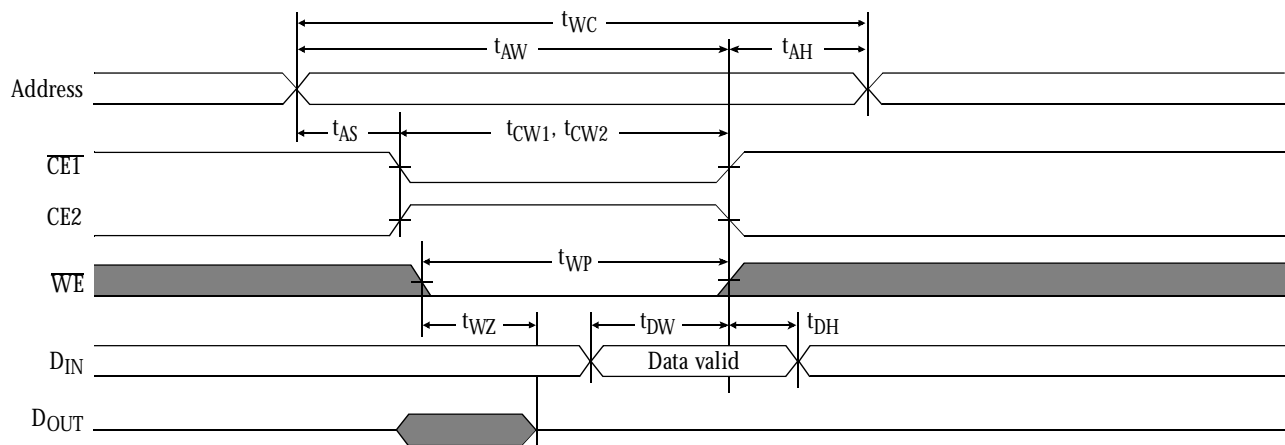 tWC
tAW tAH
Address
tAS tCW1, tCW2
CE1
CE2
tWP
WE
tWZ tDW tDH
DIN Data valid
DOUT